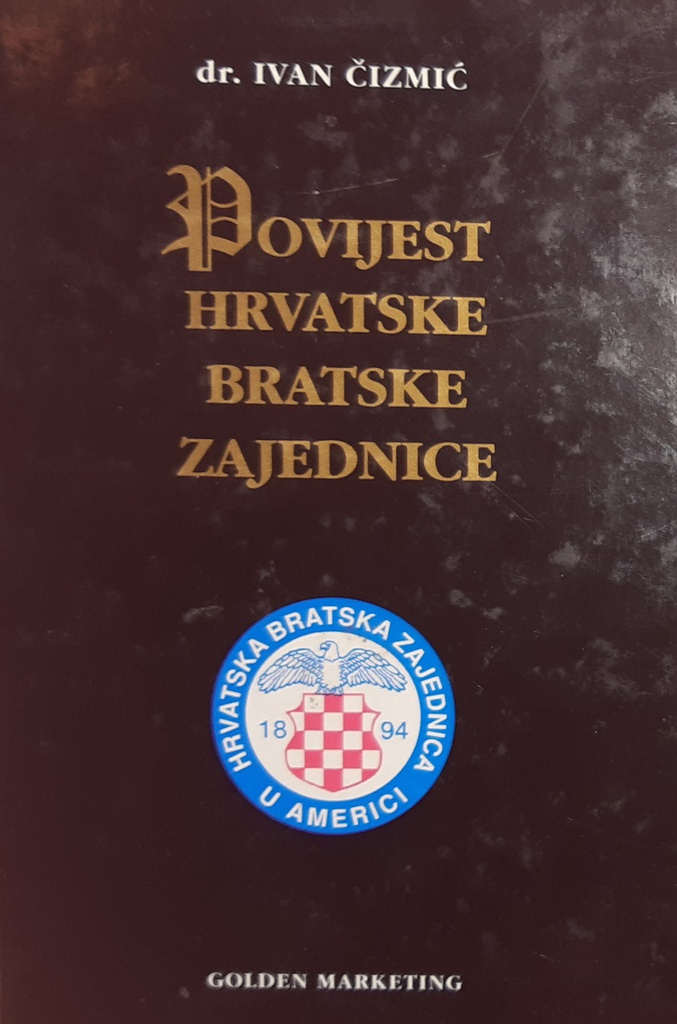 dr. IVAN ČIZMIĆ
POVIJEST
HRVATSKE
BRATSKE
ZAJEDNICE
HRVATSKA BRATSKA ZAJEDNICA
18 94
U AMERICI
GOLDEN MARKETING